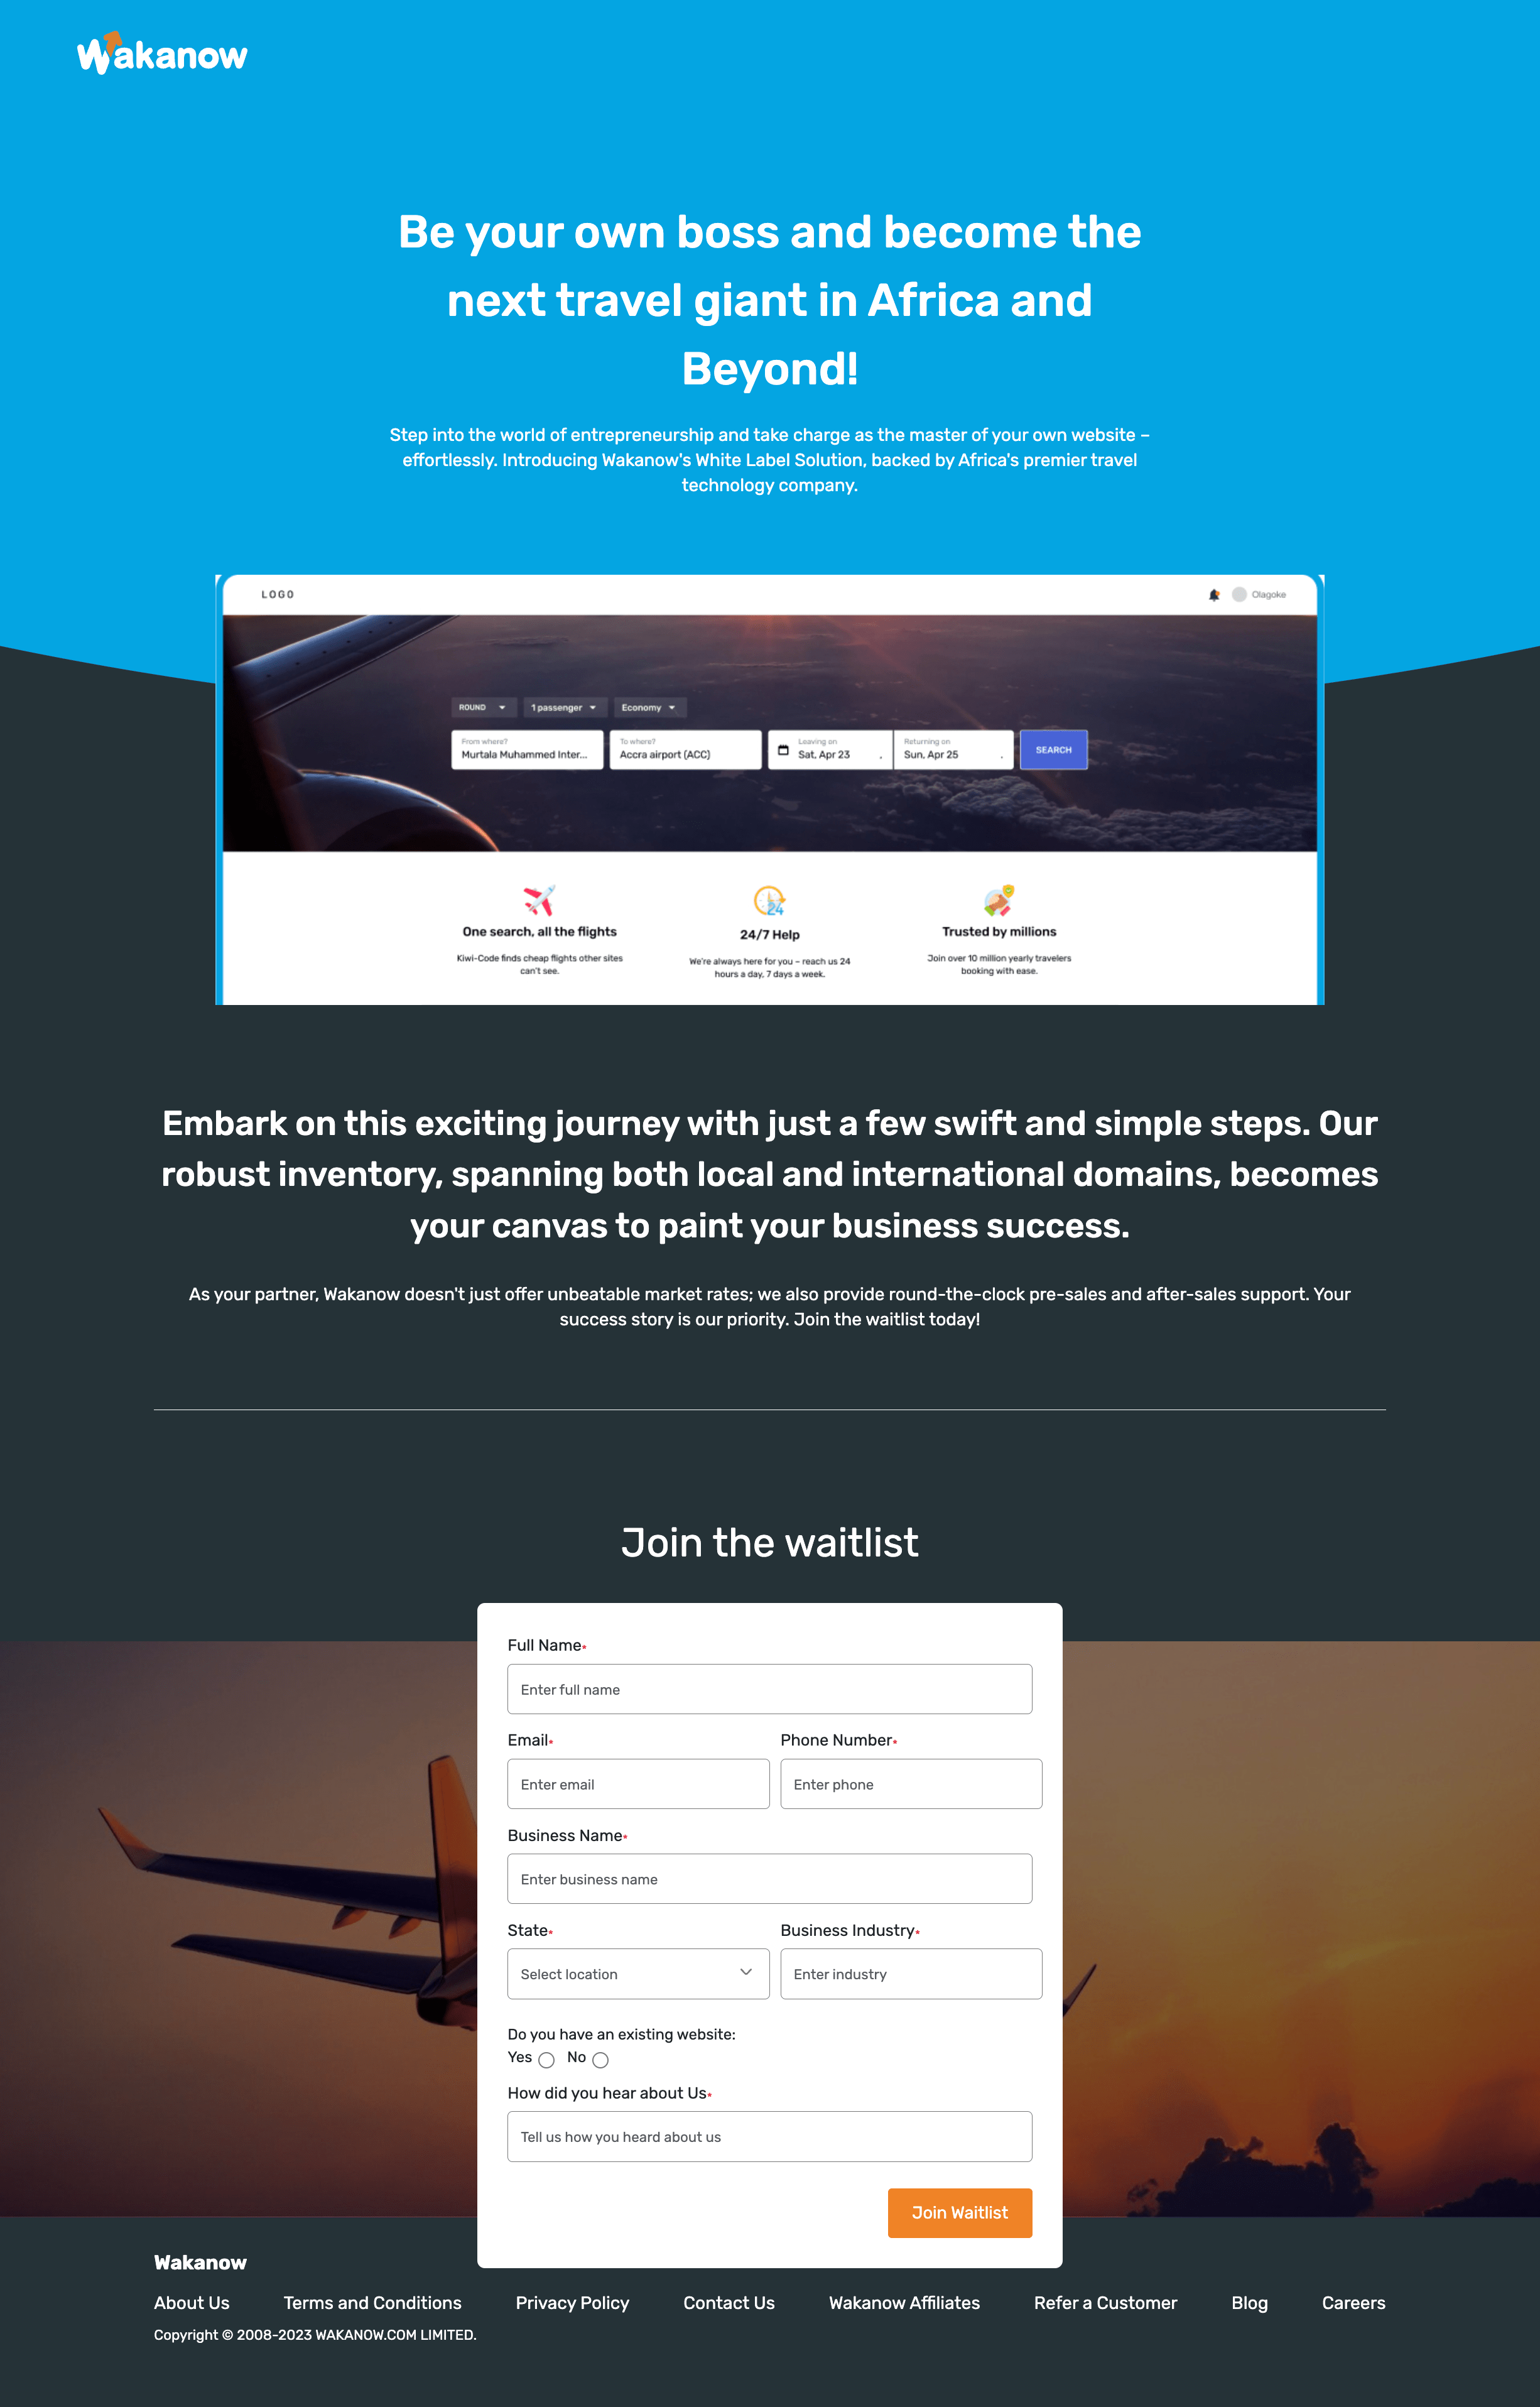 Wakanow
Be your own boss and become the
next travel giant in Africa and
Beyond!
Step into the world of entrepreneurship and take charge as the master of your own website –
effortlessly. Introducing Wakanow's White Label Solution, backed by Africa's premier travel
technology company.
LOGO
Olagoke
ROUND 1 passenger Economy
From where? To where? Leaving on Returning on
Murtala Muhammed Inter... Accra airport (ACC) Sat, Apr 23 Sun, Apr 25 SEARCH
24
One search, all the flights
Kiwi-Code finds cheap flights other sites
can't see.
24/7 Help
We're always here for you – reach us 24
hours a day, 7 days a week.
Trusted by millions
Join over 10 million yearly travelers
booking with ease.
Embark on this exciting journey with just a few swift and simple steps. Our
robust inventory, spanning both local and international domains, becomes
your canvas to paint your business success.
As your partner, Wakanow doesn't just offer unbeatable market rates; we also provide round-the-clock pre-sales and after-sales support. Your
success story is our priority. Join the waitlist today!
Join the waitlist
Full Name*
Enter full name
Email* Phone Number*
Enter email Enter phone
Business Name*
Enter business name
State* Business Industry*
Select location Enter industry
Do you have an existing website:
Yes No
How did you hear about Us*
Tell us how you heard about us
Join Waitlist
Wakanow
About Us Terms and Conditions Privacy Policy Contact Us Wakanow Affiliates Refer a Customer Blog Careers
Copyright © 2008-2023 WAKANOW.COM LIMITED.